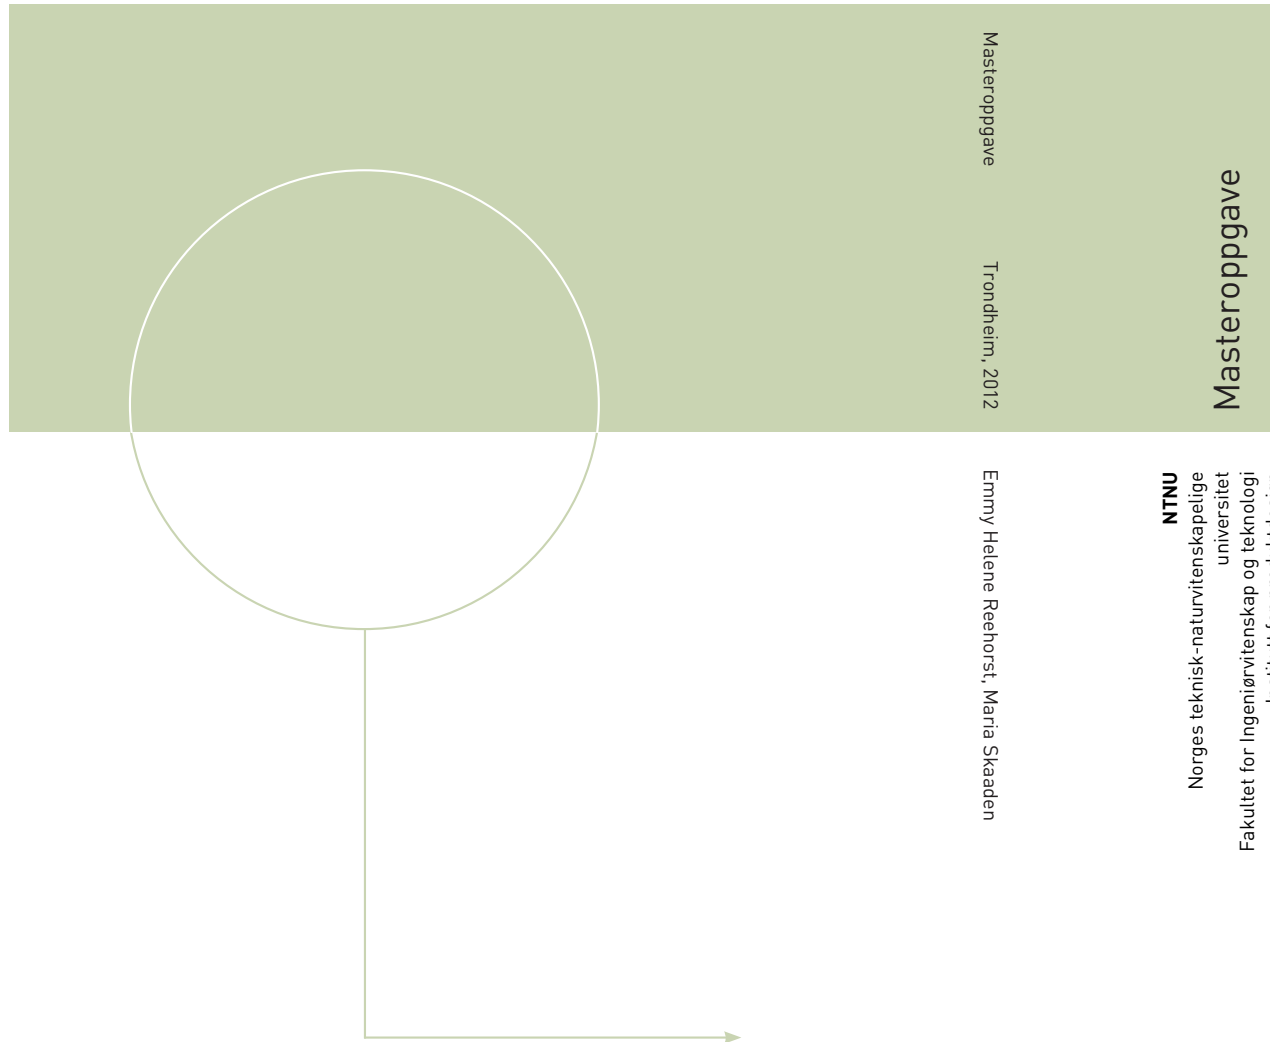 Masteroppgave
Trondheim, 2012
Emmy Helene Reehorst, Maria Skaaden
Masteroppgave
NTNU
Norges teknisk-naturvitenskapelige
universitet
Fakultet for Ingeniørvitenskap og teknologi